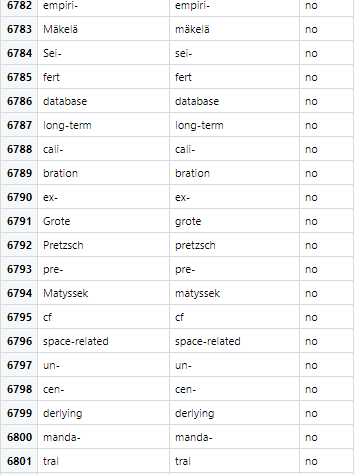 6782 empiri- empiri- no
6783 Mäkelä mäkelä no
6784 Sei- sei- no
6785 fert fert no
6786 database database no
6787 long-term long-term no
6788 cali- cali- no
6789 bration bration no
6790 ex- ex- no
6791 Grote grote no
6792 Pretzsch pretzsch no
6793 pre- pre- no
6794 Matyssek matyssek no
6795 cf cf no
6796 space-related space-related no
6797 un- un- no
6798 cen- cen- no
6799 derlying derlying no
6800 manda- manda- no
6801 tral tral no